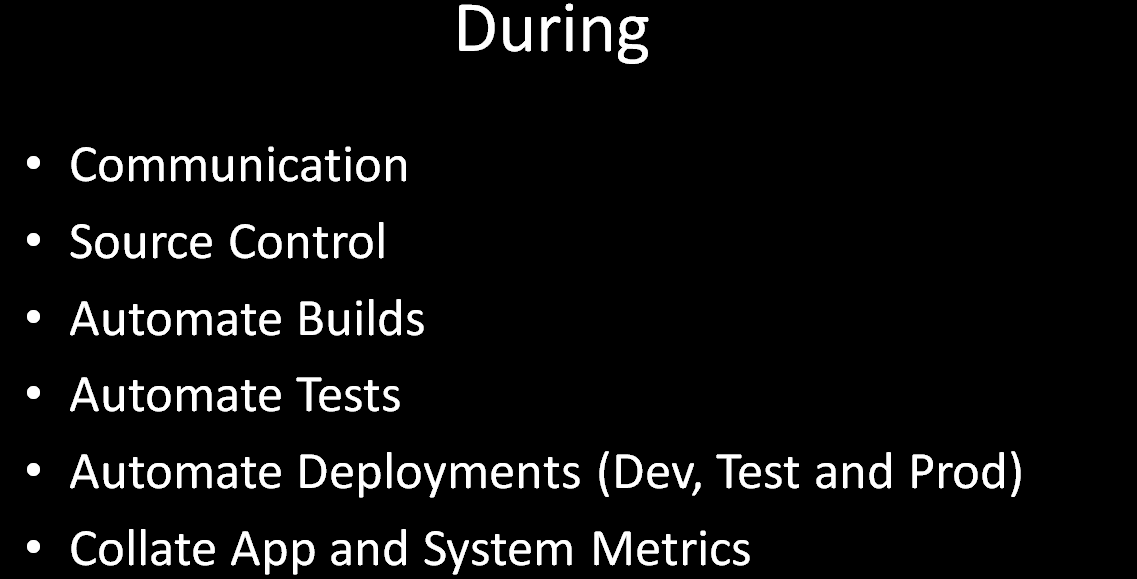 During
• Communication
• Source Control
• Automate Builds
• Automate Tests
• Automate Deployments (Dev, Test and Prod)
• Collate App and System Metrics